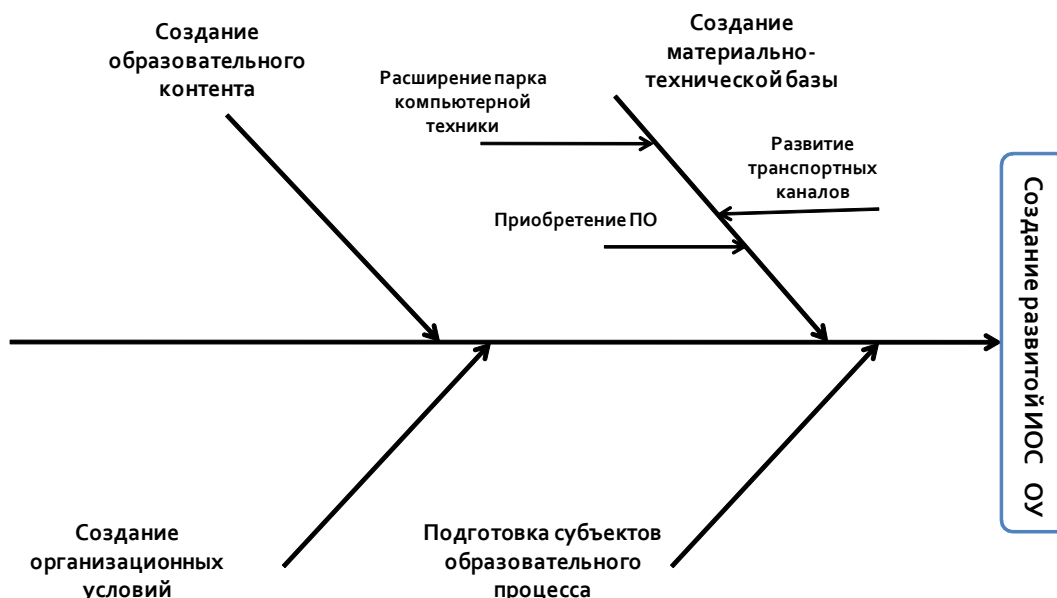 Создание
образовательного
контента
Создание
материально-
технической базы
Расширение парка
компьютерной
техники
Развитие
транспортных
каналов
Приобретение ПО
Создание развитой ИОС ОУ
Создание
организационных
условий
Подготовка субъектов
образовательного
процесса